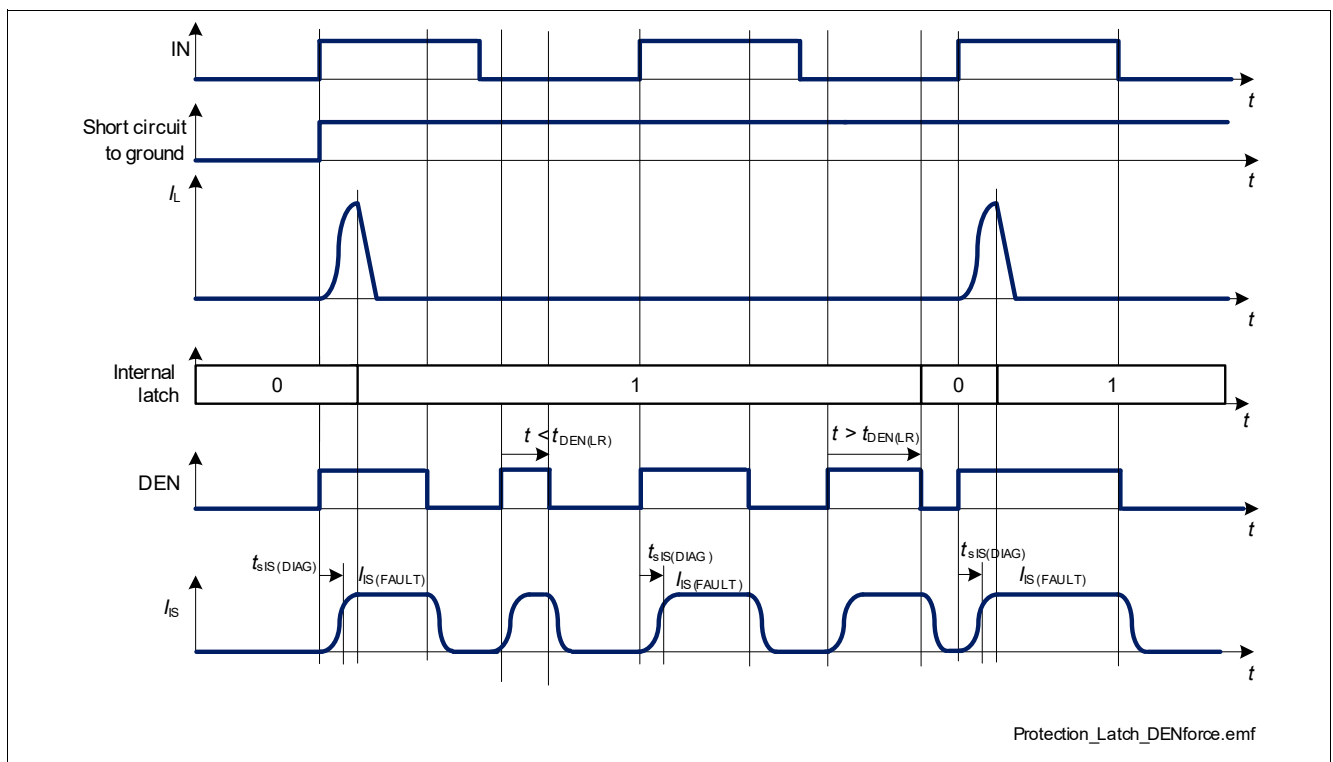 IN
t
Short circuit
to ground
t
IL
t
Internal
latch
0
1
0
1
t
t < tDEN(LR)
t > tDEN(LR)
DEN
t
tsIS(DIAG)
IIS(FAULT)
tsIS(DIAG)
IIS(FAULT)
tsIS(DIAG)
IIS(FAULT)
IIS
t
Protection_Latch_DENforce.emf